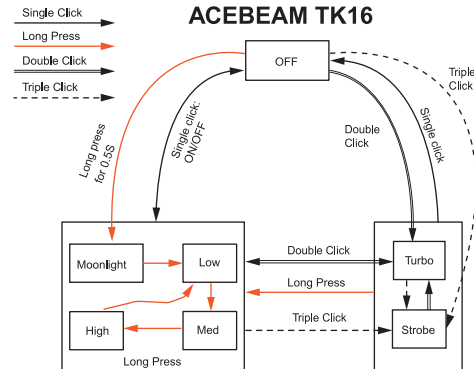 ACEBEAM TK16
Single Click
Long Press
Double Click
Triple Click
OFF
Triple
Click
Long press
for 0.5S
Single click:
ON/OFF
Double
Click
Single click
Moonlight
Low
High
Med
Long Press
Double Click
Long Press
Triple Click
Turbo
Strobe